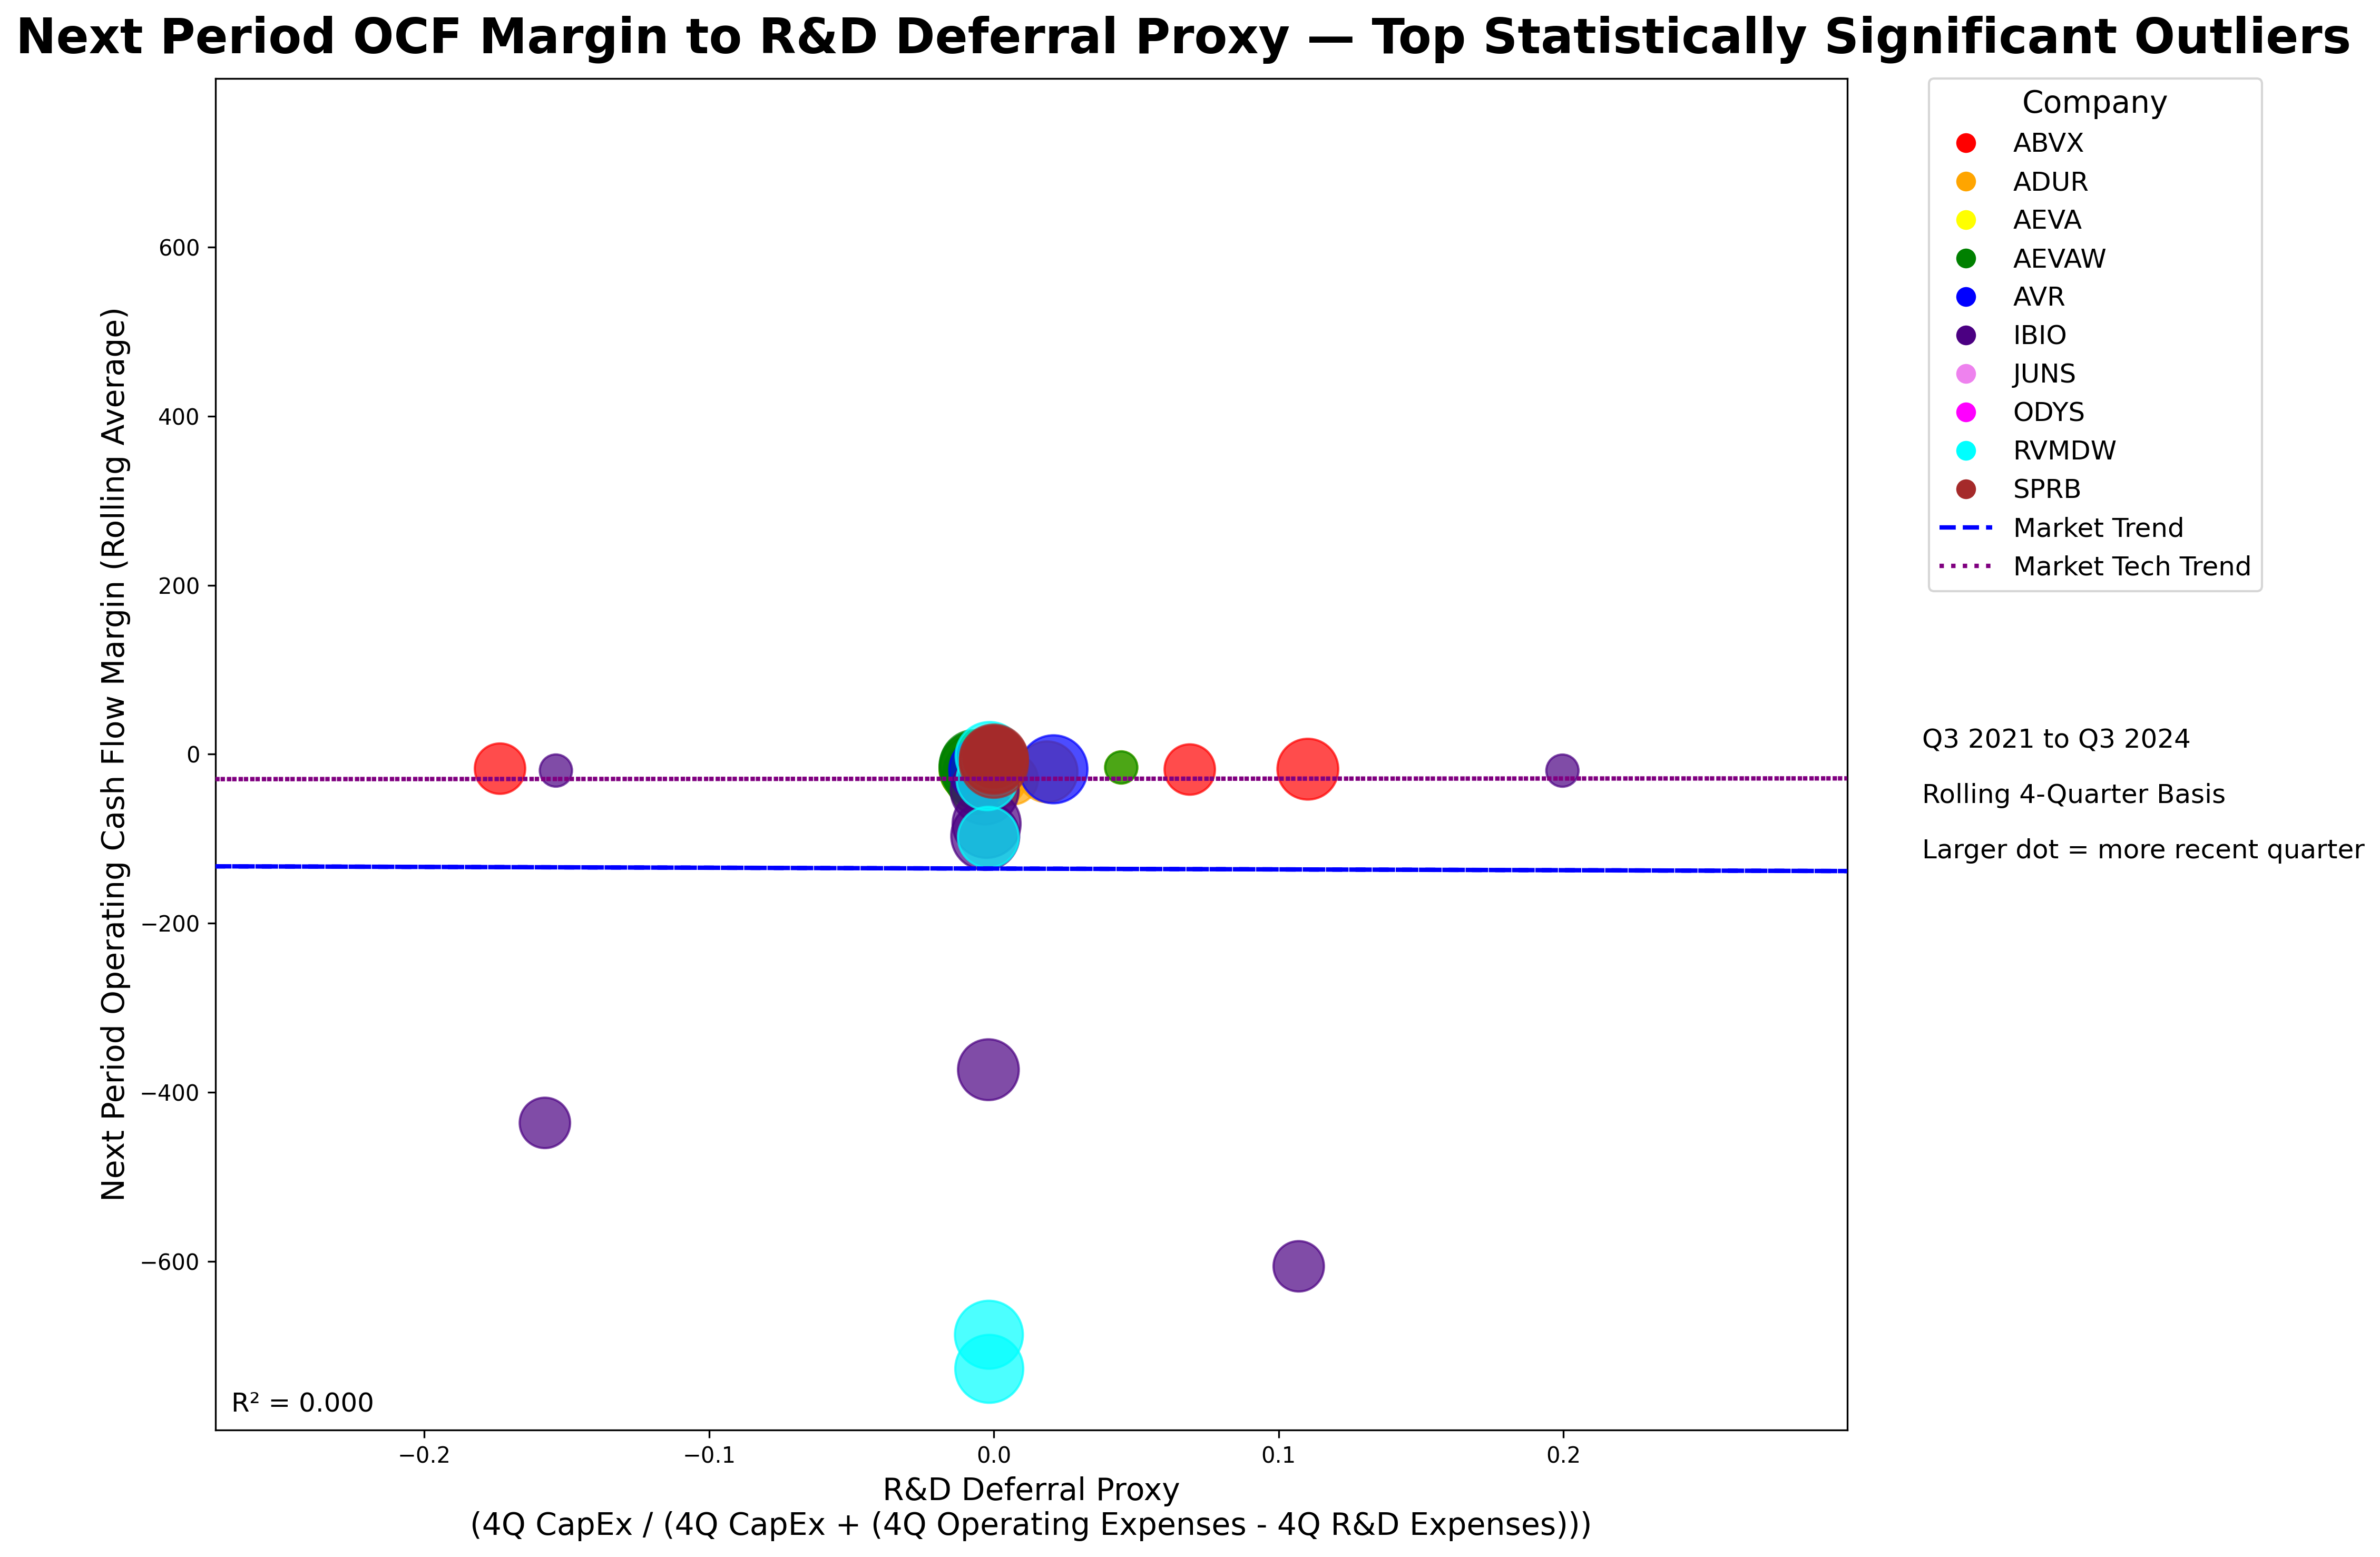 Next Period OCF Margin to R&D Deferral Proxy — Top Statistically Significant Outliers
Next Period Operating Cash Flow Margin (Rolling Average)
600
400
200
0
−200
−400
−600
R² = 0.000
−0.2
−0.1
0.0
0.1
0.2
R&D Deferral Proxy
(4Q CapEx / (4Q CapEx + (4Q Operating Expenses - 4Q R&D Expenses)))
Company
ABVX
ADUR
AEVA
AEVAW
AVR
IBIO
JUNS
ODYS
RVMDW
SPRB
Market Trend
Market Tech Trend
Q3 2021 to Q3 2024
Rolling 4-Quarter Basis
Larger dot = more recent quarter